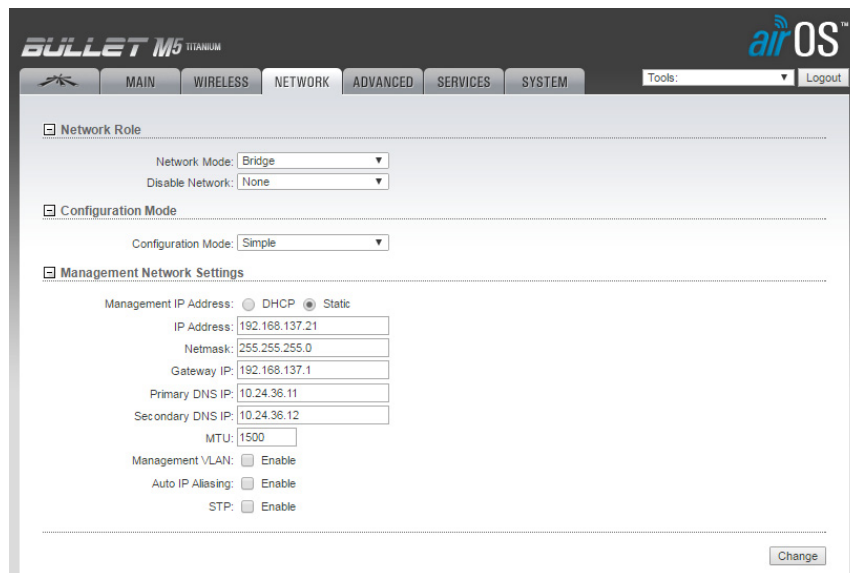 BULLET M5 TITANIUM
airOS™
MAIN WIRELESS NETWORK ADVANCED SERVICES SYSTEM Tools: Logout
Network Role
Network Mode: Bridge
Disable Network: None
Configuration Mode
Configuration Mode: Simple
Management Network Settings
Management IP Address: DHCP Static
IP Address: 192.168.137.21
Netmask: 255.255.255.0
Gateway IP: 192.168.137.1
Primary DNS IP: 10.24.36.11
Secondary DNS IP: 10.24.36.12
MTU: 1500
Management VLAN: Enable
Auto IP Aliasing: Enable
STP: Enable
Change